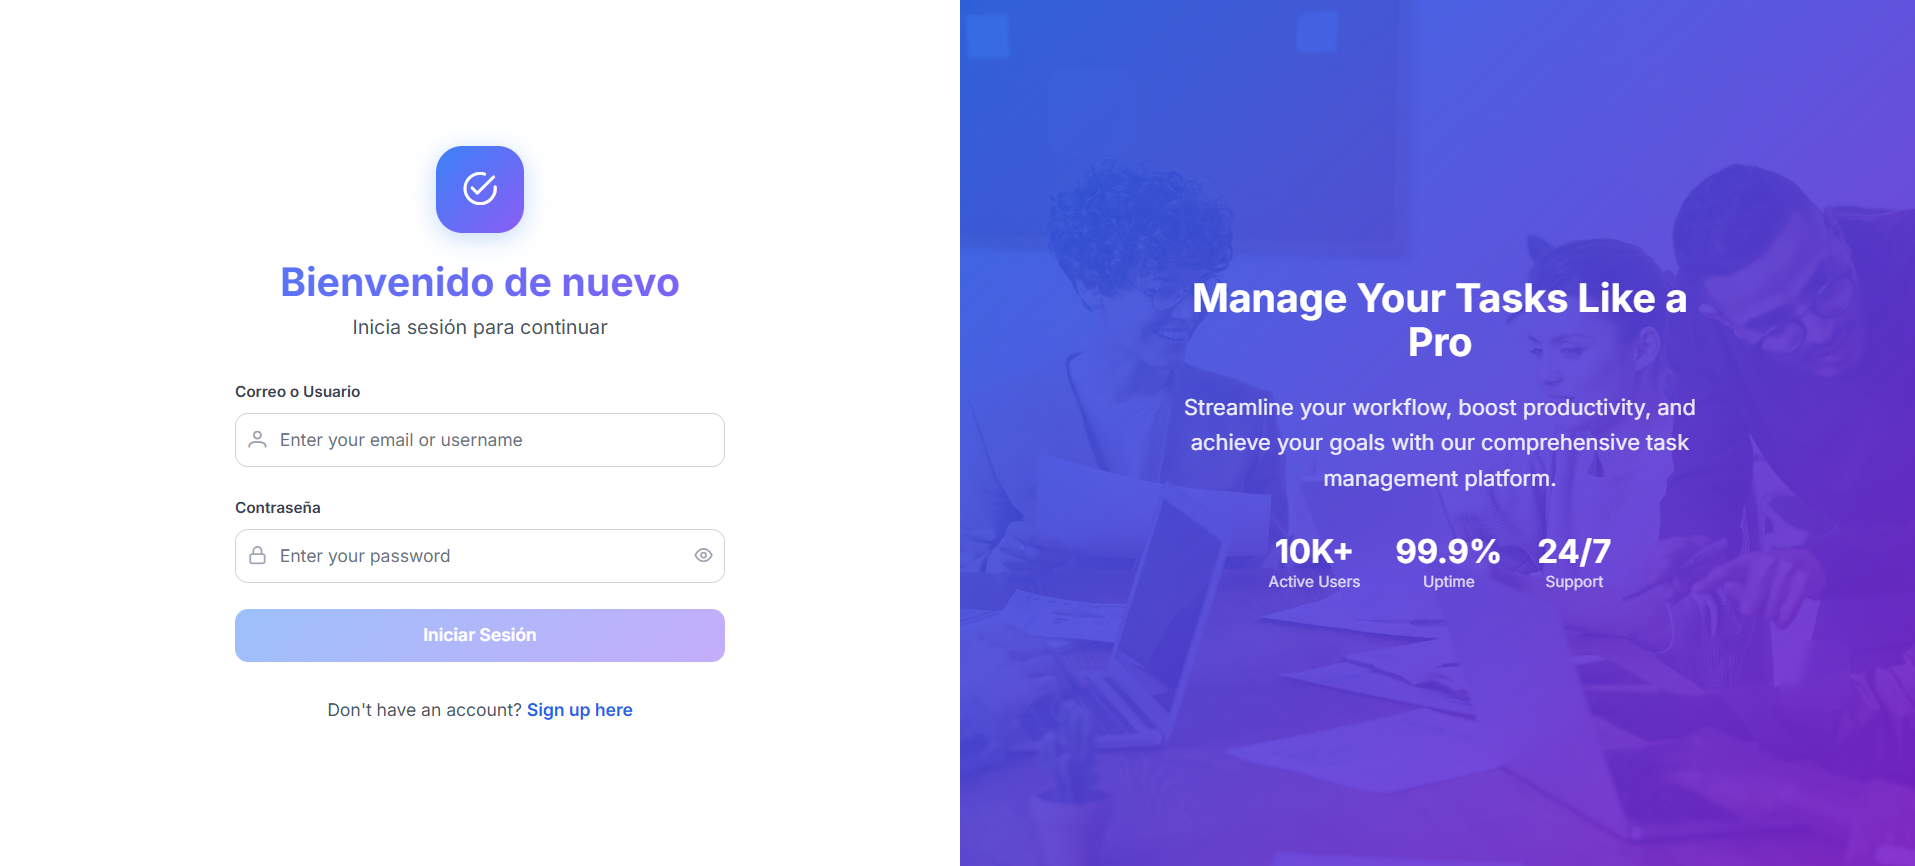 Bienvenido de nuevo
Inicia sesión para continuar
Correo o Usuario
Enter your email or username
Contraseña
Enter your password
Iniciar Sesión
Don't have an account? Sign up here
Manage Your Tasks Like a
Pro
Streamline your workflow, boost productivity, and
achieve your goals with our comprehensive task
management platform.
10K+ 99.9% 24/7
Active Users Uptime Support